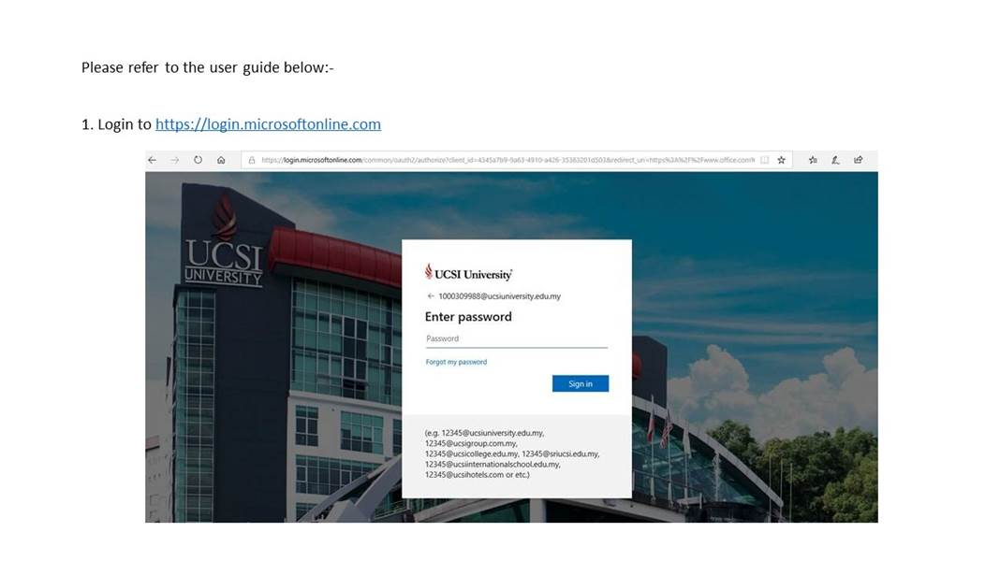 Please refer to the user guide below:-
1. Login to https://login.microsoftonline.com
https://login.microsoftonline.com/common/oauth2/authorize?client_id=4345a7b9-9a63-4910-a426-35363201d503&redirect_uri=https%3A%2F%2Fwww.office.com%
UCSI
UNIVERSITY
UCSI University
1000309988@ucsiuniversity.edu.my
Enter password
Password
Forgot my password
Sign in
(e.g. 12345@ucsiuniversity.edu.my,
12345@ucsigroup.com.my,
12345@ucsicollege.edu.my, 12345@sriucsi.edu.my,
12345@ucsiinternationalschool.edu.my,
12345@ucsihotels.com or etc.)